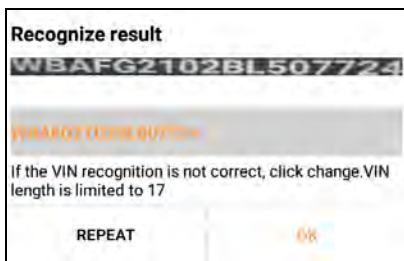 Recognize result
WBAFG2102BL507724
If the VIN recognition is not correct, click change.VIN
length is limited to 17
REPEAT
OK